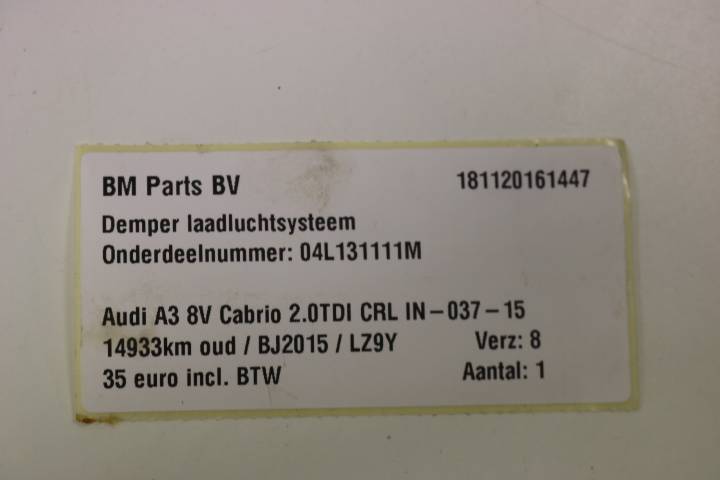 BM Parts BV 181120161447
Demper laadluchtsysteem
Onderdeelnummer: 04L131111M
Audi A3 8V Cabrio 2.0TDI CRL IN-037-15
14933km oud / BJ2015 / LZ9Y Verz: 8
35 euro incl. BTW Aantal: 1